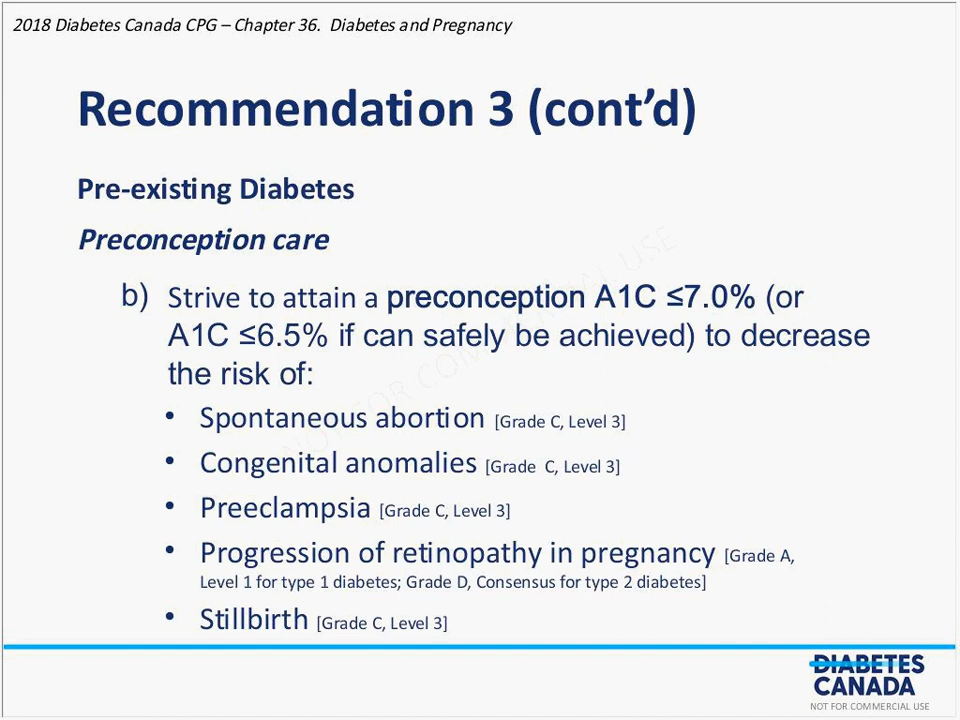 2018 Diabetes Canada CPG – Chapter 36. Diabetes and Pregnancy
Recommendation 3 (cont’d)
Pre-existing Diabetes
Preconception care
b) Strive to attain a preconception A1C ≤7.0% (or
A1C ≤6.5% if can safely be achieved) to decrease
the risk of:
• Spontaneous abortion [Grade C, Level 3]
• Congenital anomalies [Grade C, Level 3]
• Preeclampsia [Grade C, Level 3]
• Progression of retinopathy in pregnancy [Grade A,
Level 1 for type 1 diabetes; Grade D, Consensus for type 2 diabetes]
• Stillbirth [Grade C, Level 3]
NOT FOR COMMERCIAL USE
DIABETES
CANADA
NOT FOR COMMERCIAL USE